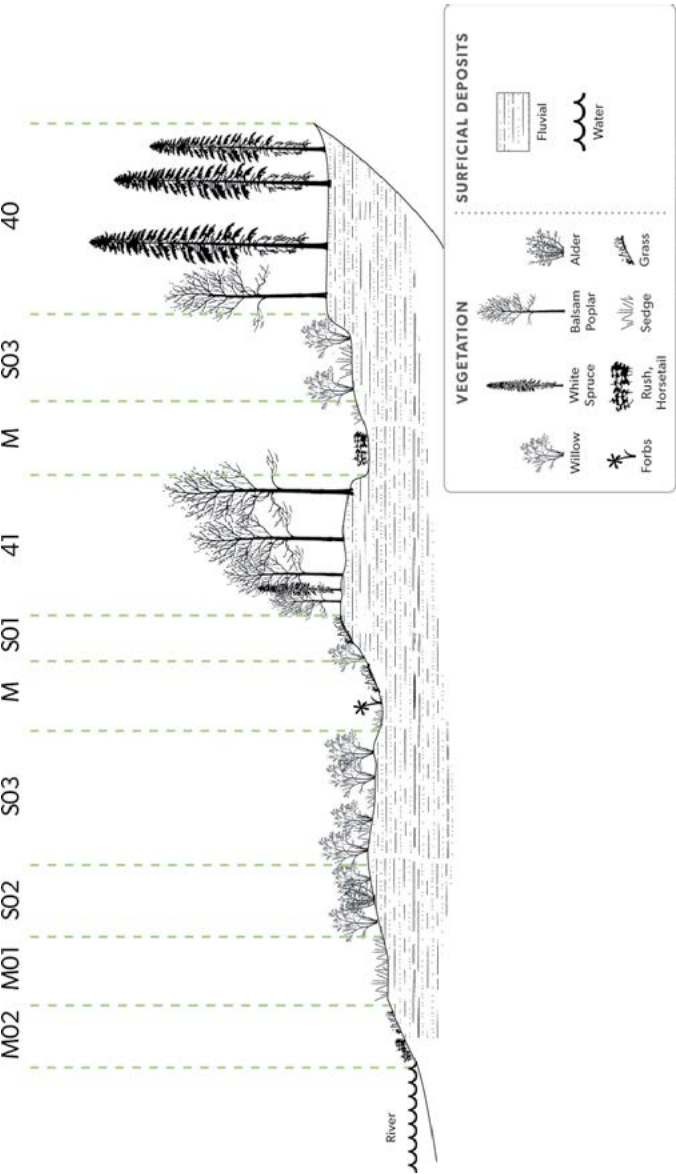 M02 M01 S02 S03 M S01 41 M S03 40
River
VEGETATION
Willow
White
Spruce
Balsam
Poplar
Alder
Forbs
Rush,
Horsetail
Sedge
Grass
SURFICIAL DEPOSITS
Fluvial
Water